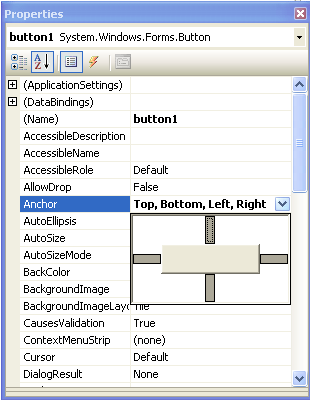 Properties
button1 System.Windows.Forms.Button
(ApplicationSettings)
(DataBindings)
(Name) button1
AccessibleDescription
AccessibleName
AccessibleRole Default
AllowDrop False
Anchor Top, Bottom, Left, Right
AutoEllipsis
AutoSize
AutoSizeMode
BackColor
BackgroundImage
BackgroundImageLayo
CausesValidation True
ContextMenuStrip (none)
Cursor Default
DialogResult None